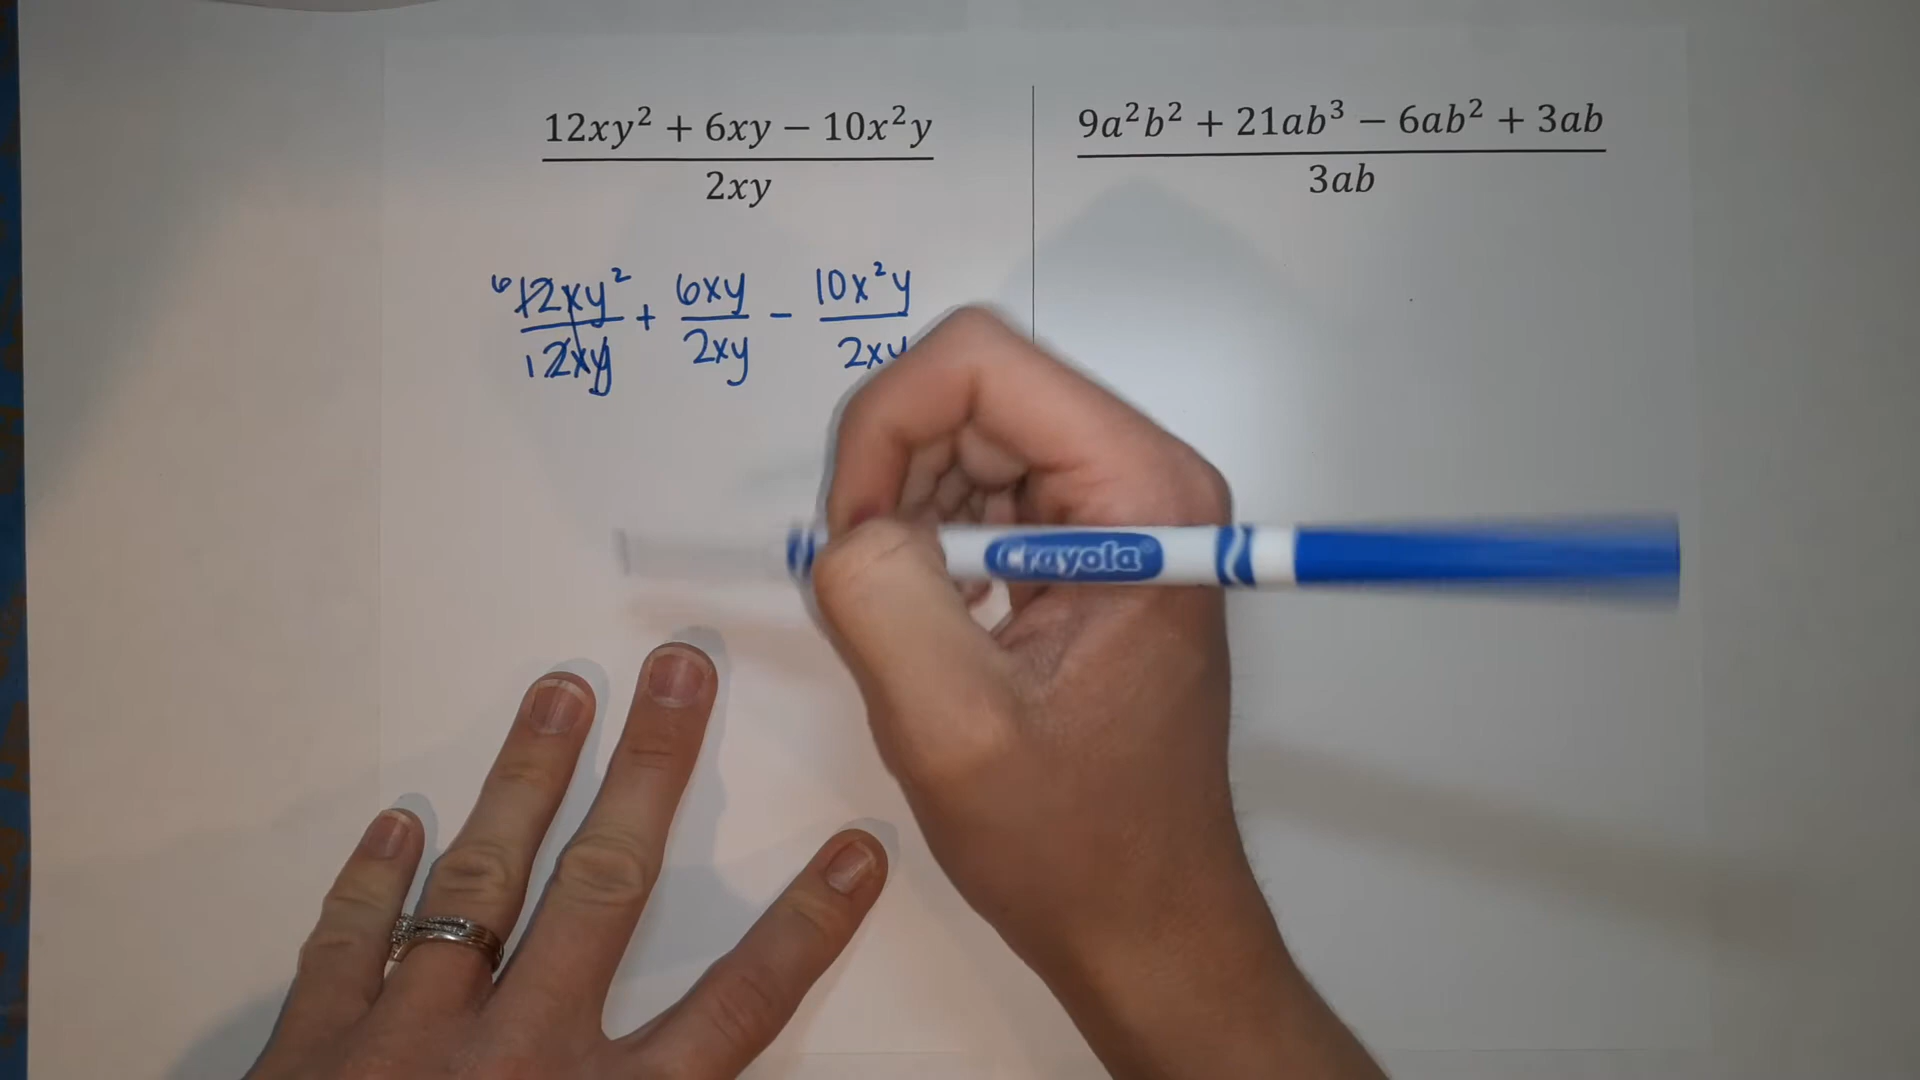 12xy² + 6xy − 10x²y
2xy
9a²b² + 21ab³ − 6ab² + 3ab
3ab
6 12xy² + 6xy − 10x²y
1 2xy 2xy 2xy
Crayola